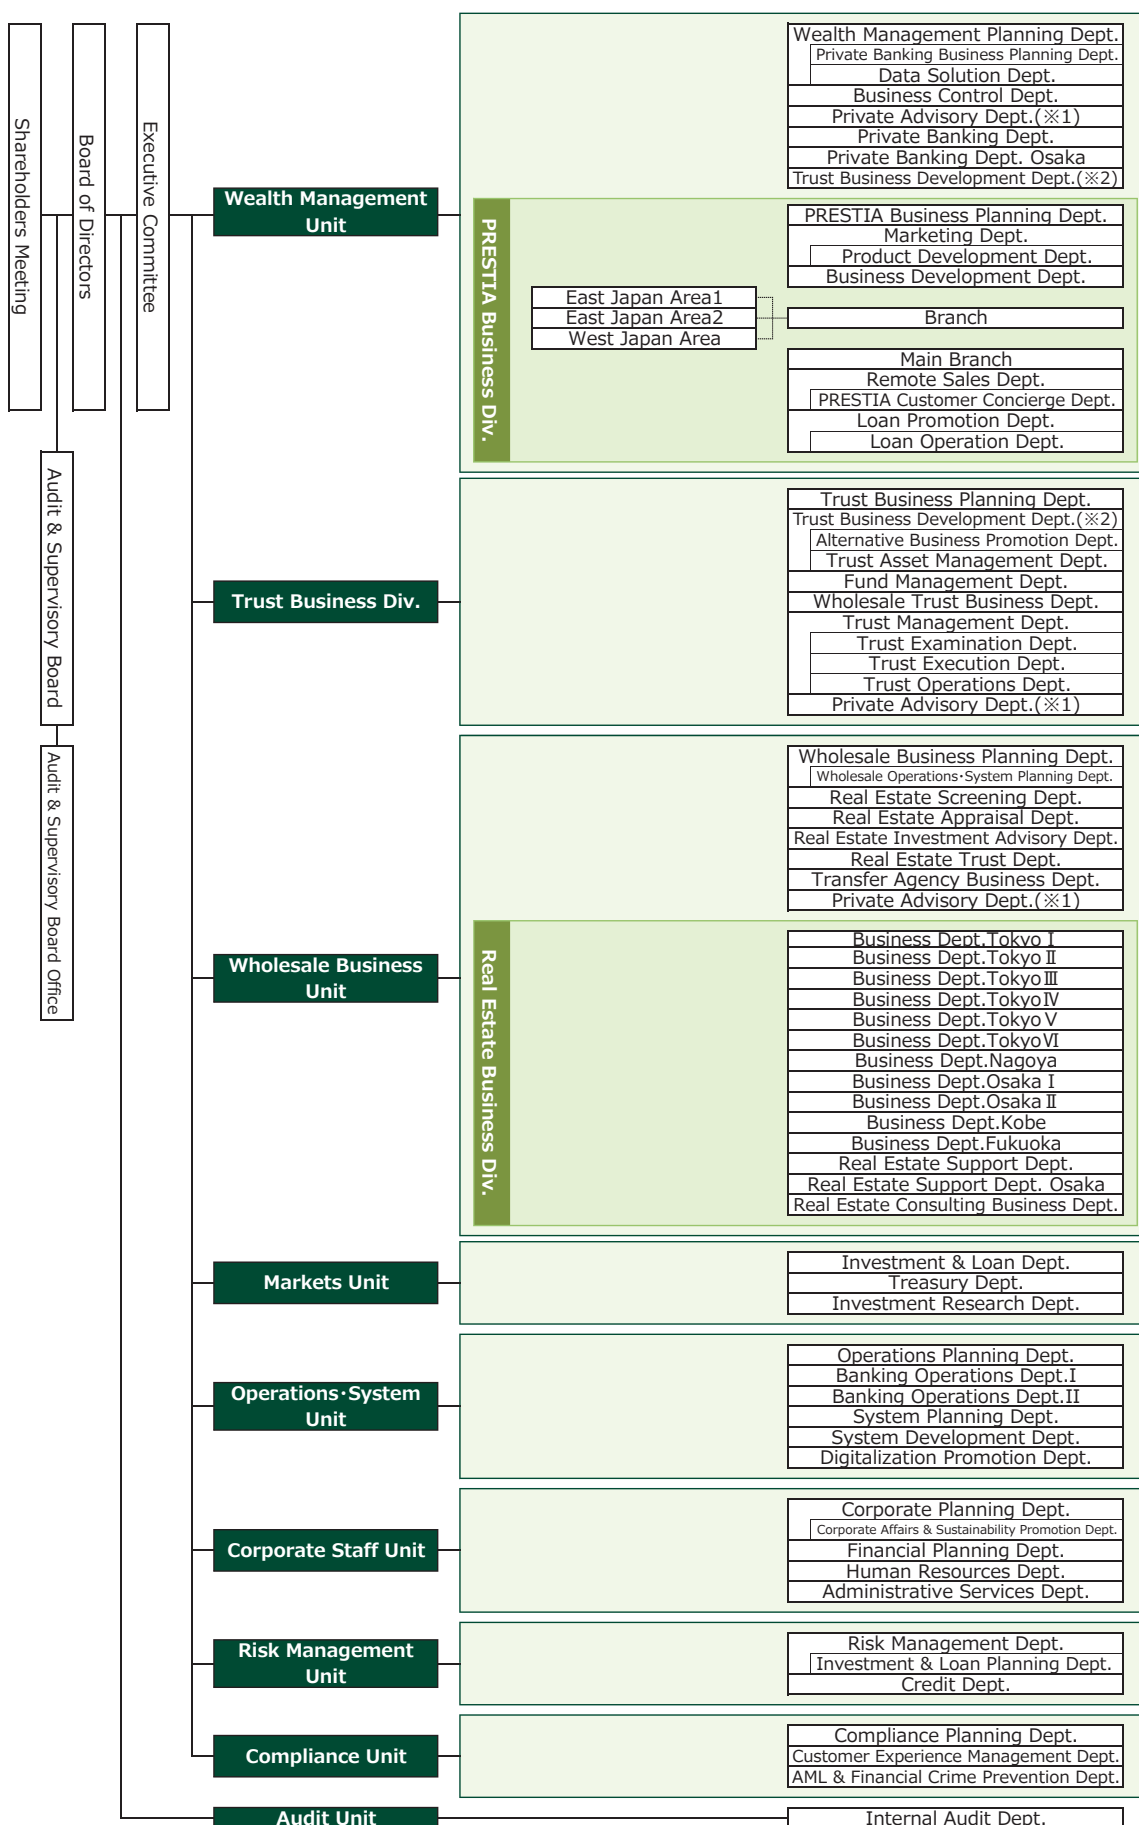 Shareholders Meeting
Board of Directors
Executive Committee
Audit & Supervisory Board
Audit & Supervisory Board Office
Wealth Management
Unit
Wealth Management Planning Dept.
Private Banking Business Planning Dept.
Data Solution Dept.
Business Control Dept.
Private Advisory Dept.(※1)
Private Banking Dept.
Private Banking Dept. Osaka
Trust Business Development Dept.(※2)
PRESTIA Business Div.
PRESTIA Business Planning Dept.
Marketing Dept.
Product Development Dept.
Business Development Dept.
East Japan Area1
East Japan Area2
West Japan Area
Branch
Main Branch
Remote Sales Dept.
PRESTIA Customer Concierge Dept.
Loan Promotion Dept.
Loan Operation Dept.
Trust Business Div.
Trust Business Planning Dept.
Trust Business Development Dept.(※2)
Alternative Business Promotion Dept.
Trust Asset Management Dept.
Fund Management Dept.
Wholesale Trust Business Dept.
Trust Management Dept.
Trust Examination Dept.
Trust Execution Dept.
Trust Operations Dept.
Private Advisory Dept.(※1)
Wholesale Business
Unit
Wholesale Business Planning Dept.
Wholesale Operations･System Planning Dept.
Real Estate Screening Dept.
Real Estate Appraisal Dept.
Real Estate Investment Advisory Dept.
Real Estate Trust Dept.
Transfer Agency Business Dept.
Private Advisory Dept.(※1)
Real Estate Business Div.
Business Dept.Tokyo Ⅰ
Business Dept.Tokyo Ⅱ
Business Dept.Tokyo Ⅲ
Business Dept.Tokyo Ⅳ
Business Dept.Tokyo Ⅴ
Business Dept.Tokyo Ⅵ
Business Dept.Nagoya
Business Dept.Osaka Ⅰ
Business Dept.Osaka Ⅱ
Business Dept.Kobe
Business Dept.Fukuoka
Real Estate Support Dept.
Real Estate Support Dept. Osaka
Real Estate Consulting Business Dept.
Markets Unit
Investment & Loan Dept.
Treasury Dept.
Investment Research Dept.
Operations･System
Unit
Operations Planning Dept.
Banking Operations Dept.I
Banking Operations Dept.II
System Planning Dept.
System Development Dept.
Digitalization Promotion Dept.
Corporate Staff Unit
Corporate Planning Dept.
Corporate Affairs & Sustainability Promotion Dept.
Financial Planning Dept.
Human Resources Dept.
Administrative Services Dept.
Risk Management
Unit
Risk Management Dept.
Investment & Loan Planning Dept.
Credit Dept.
Compliance Unit
Compliance Planning Dept.
Customer Experience Management Dept.
AML & Financial Crime Prevention Dept.
Audit Unit
Internal Audit Dept.